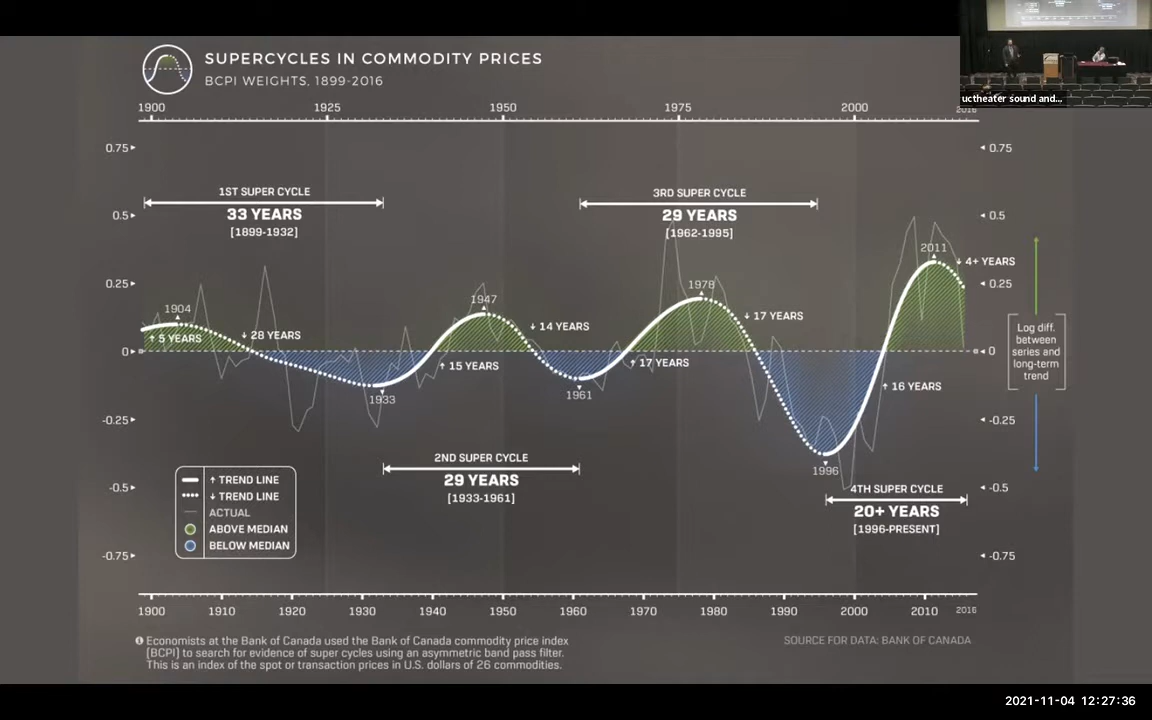 SUPERCYCLES IN COMMODITY PRICES
BCPI WEIGHTS, 1899-2016
uctheater sound and...
1900 1925 1950 1975 2000 2016
0.75 0.75
1ST SUPER CYCLE
33 YEARS
[1899-1932]
3RD SUPER CYCLE
29 YEARS
[1962-1995]
0.5 0.5
2011
↓ 4+ YEARS
0.25 0.25
1904
1947
1978
↑ 5 YEARS
↓ 28 YEARS
↓ 14 YEARS
↓ 17 YEARS
0 0
Log diff.
between
series and
long-term
trend
↑ 15 YEARS
↑ 17 YEARS
↑ 16 YEARS
1933
1961
-0.25 -0.25
2ND SUPER CYCLE
29 YEARS
[1933-1961]
1996
4TH SUPER CYCLE
20+ YEARS
[1996-PRESENT]
-0.5 -0.5
↑ TREND LINE
↓ TREND LINE
ACTUAL
ABOVE MEDIAN
BELOW MEDIAN
-0.75 -0.75
1900 1910 1920 1930 1940 1950 1960 1970 1980 1990 2000 2010 2016
Economists at the Bank of Canada used the Bank of Canada commodity price index
[BCPI] to search for evidence of super cycles using an asymmetric band pass filter.
This is an index of the spot or transaction prices in U.S. dollars of 26 commodities.
SOURCE FOR DATA: BANK OF CANADA
2021-11-04 12:27:36